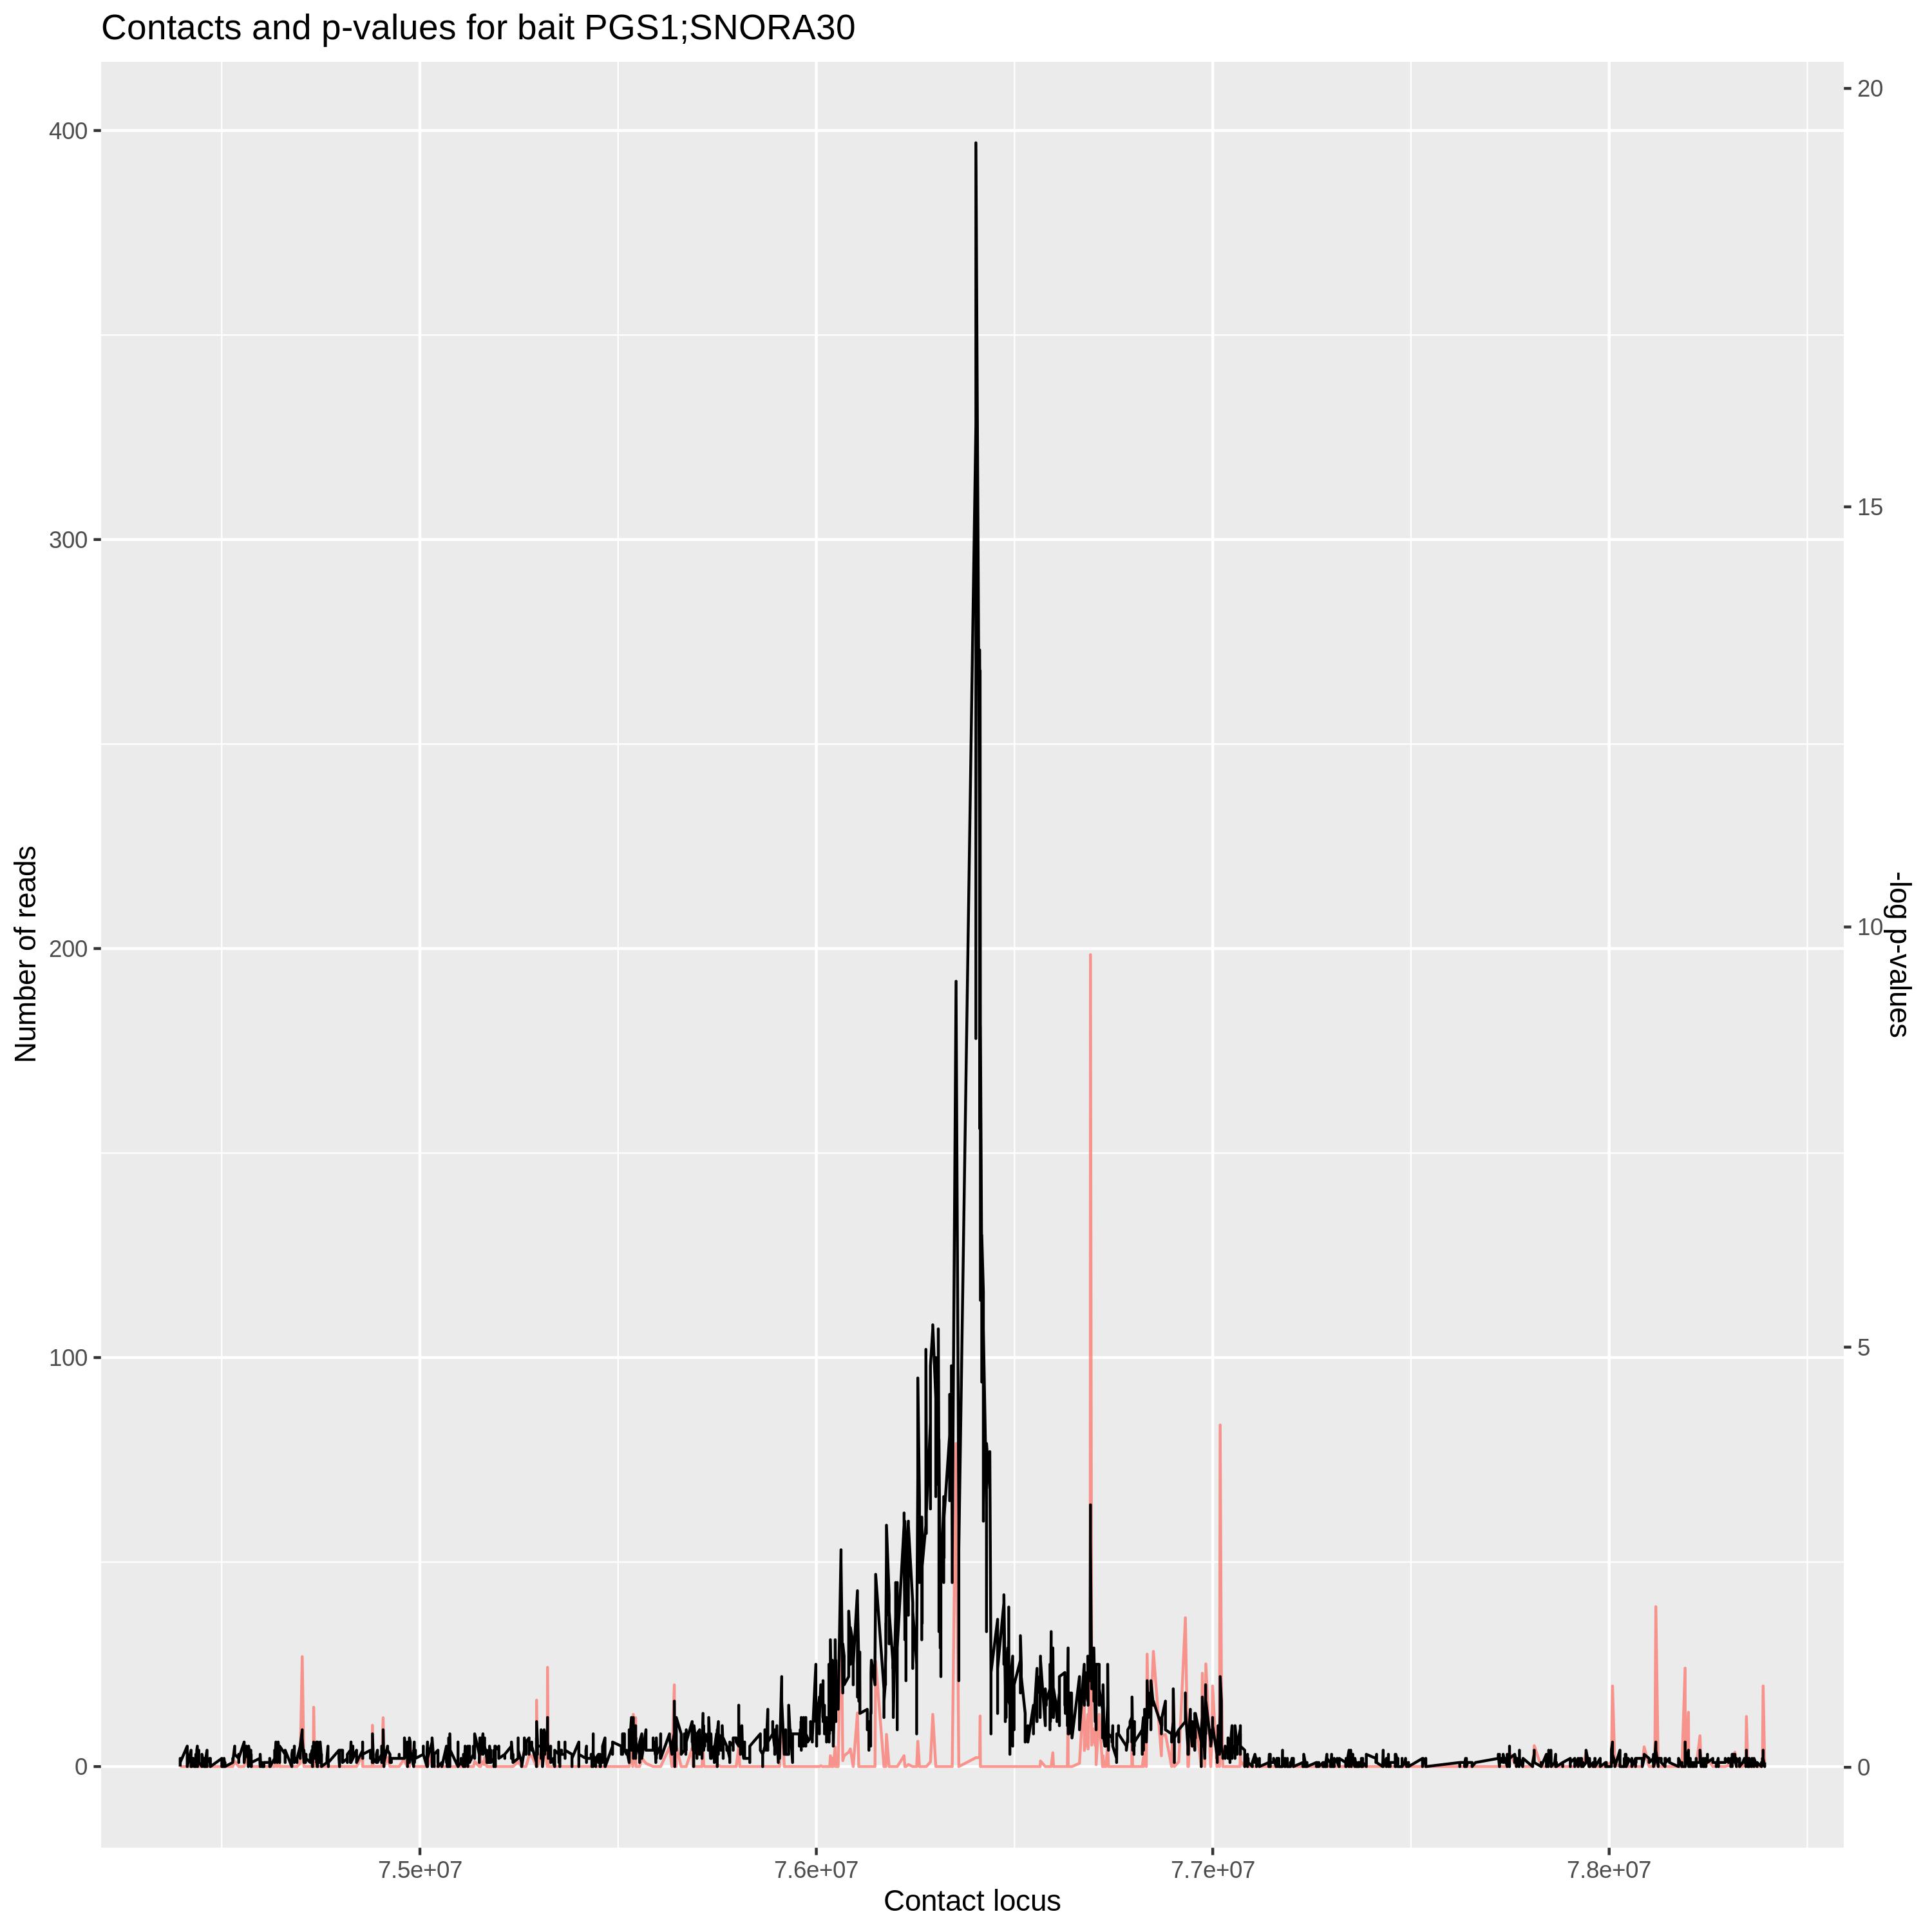 Contacts and p-values for bait PGS1;SNORA30
400
300
200
100
0
Number of reads
20
15
10
5
0
-log p-values
7.5e+07
7.6e+07
7.7e+07
7.8e+07
Contact locus